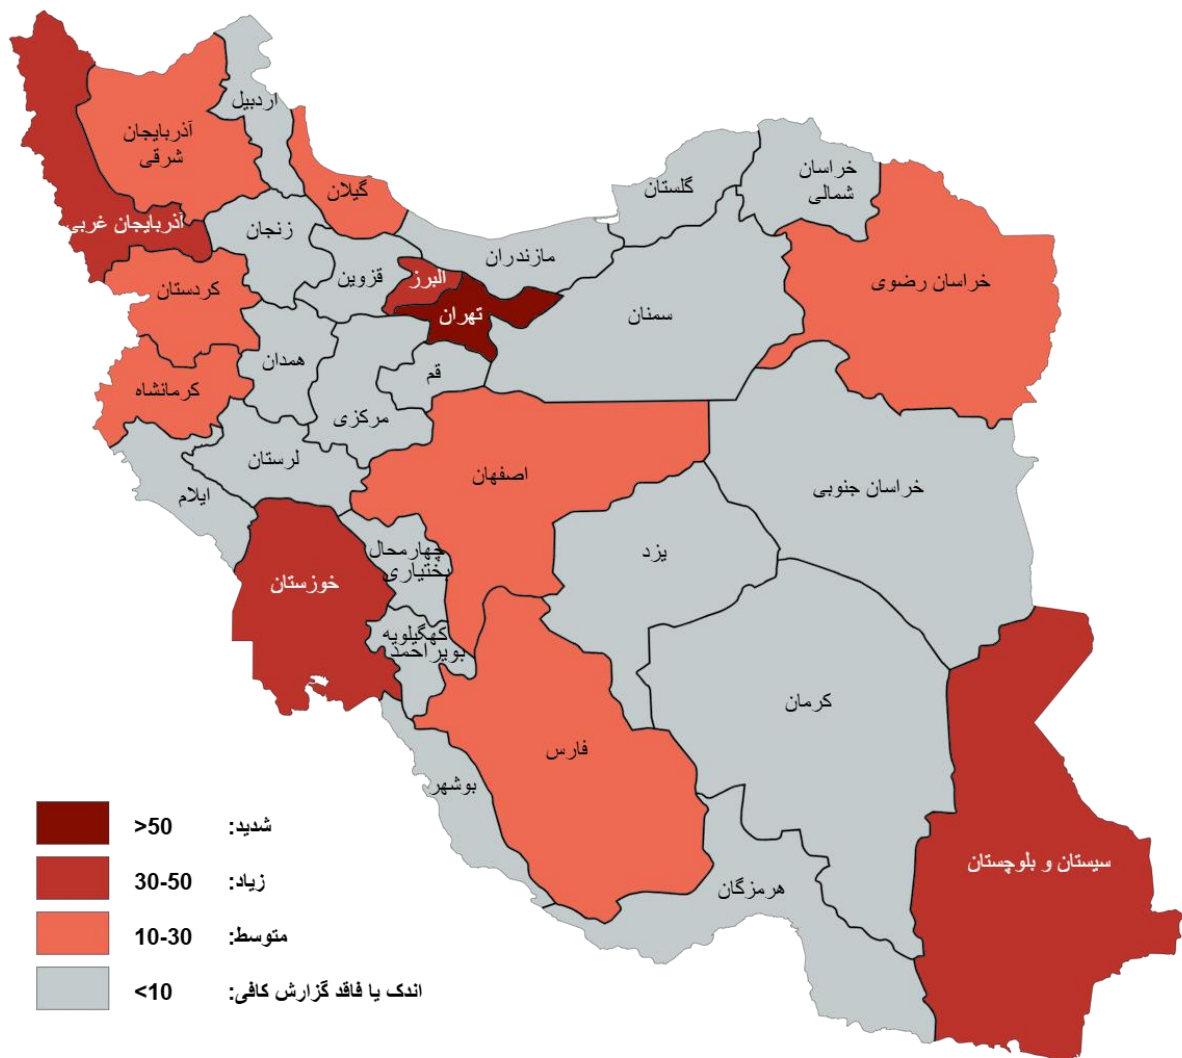 اردبیل
آذربایجان
شرقی
گیلان
خراسان
شمالی
گلستان
آذربایجان غربی
زنجان
مازندران
قزوین
البرز
خراسان رضوی
کردستان
تهران
سمنان
همدان
قم
کرمانشاه
مرکزی
لرستان
اصفهان
خراسان جنوبی
ایلام
چهارمحال
بختیاری
یزد
خوزستان
کهگیلویه
بویراحمد
کرمان
فارس
بوشهر
سیستان و بلوچستان
هرمزگان
شدید: >50
زیاد: 30-50
متوسط: 10-30
اندک یا فاقد گزارش کافی: <10